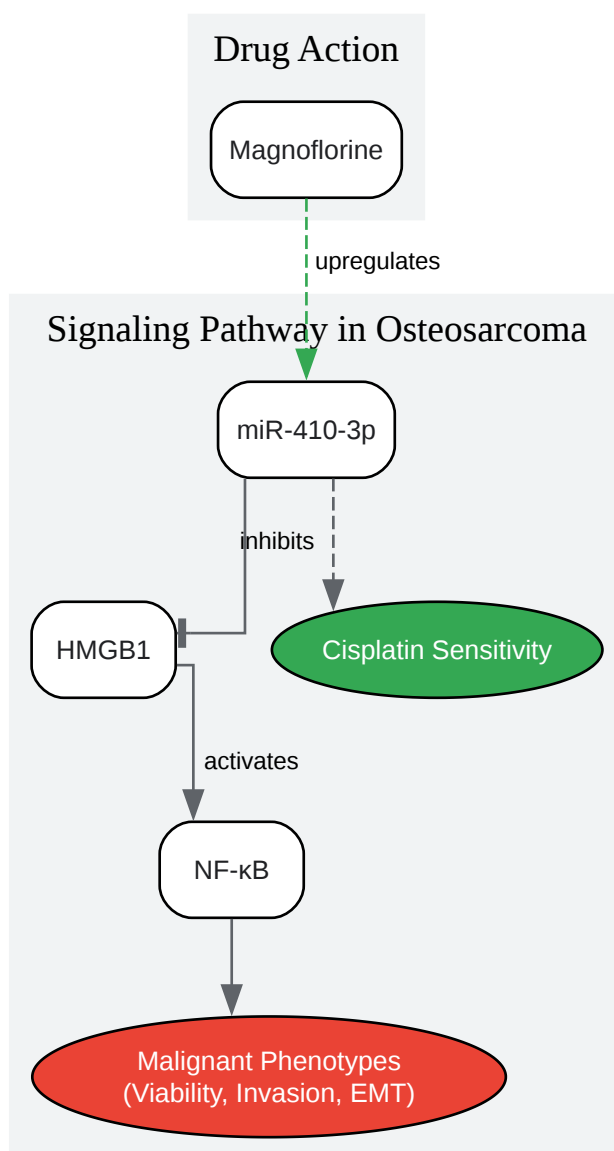 Drug Action
Magnoflorine
upregulates
Signaling Pathway in Osteosarcoma
miR-410-3p
inhibits
HMGB1
Cisplatin Sensitivity
activates
NF-κB
Malignant Phenotypes
(Viability, Invasion, EMT)